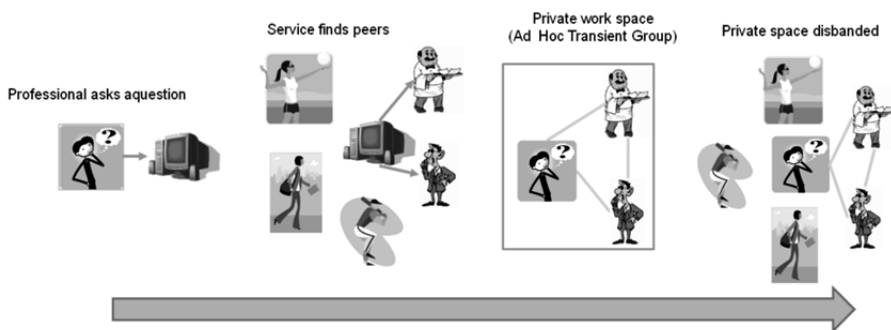 Professional asks aquestion
Service finds peers
Private work space
(Ad Hoc Transient Group)
Private space disbanded
?
?
?